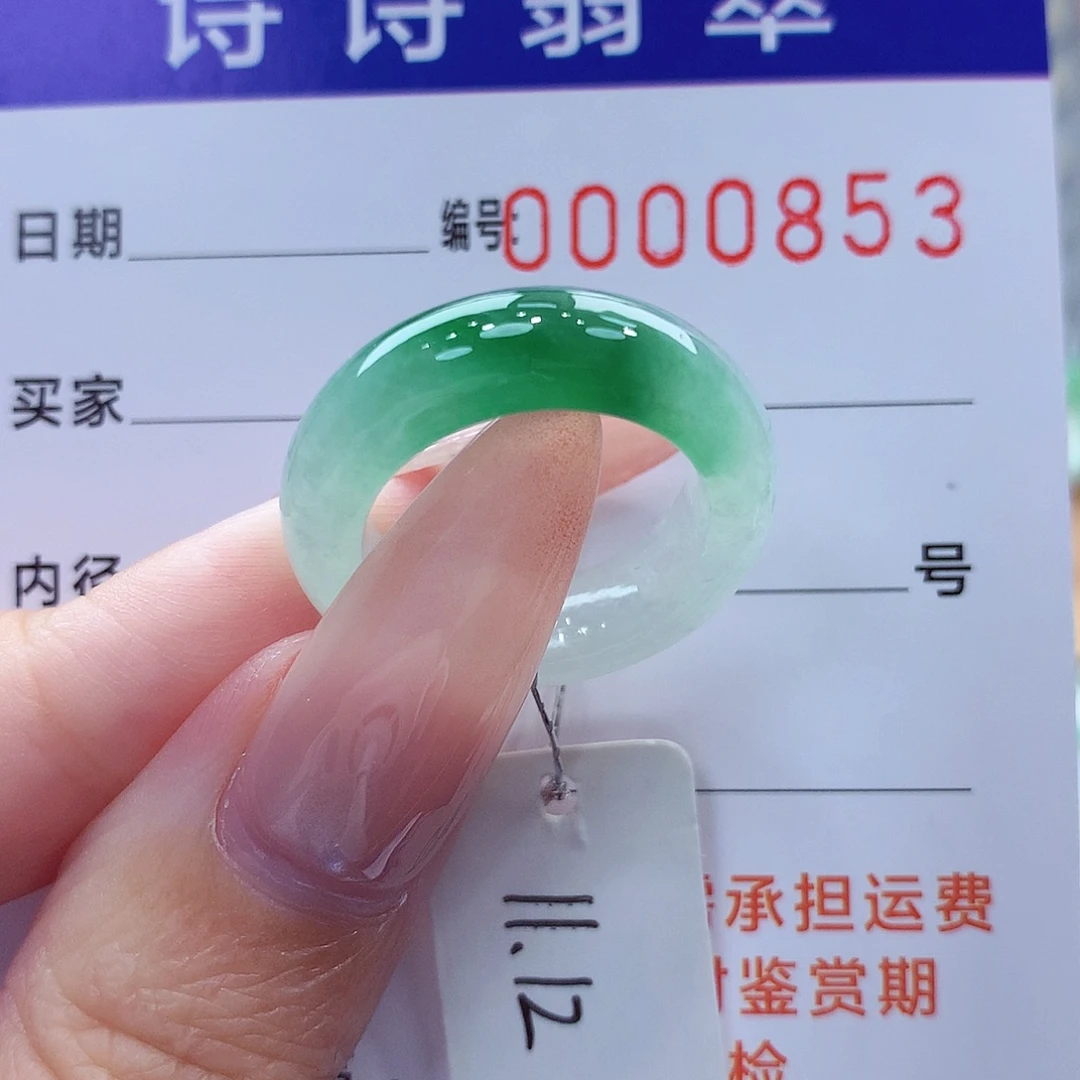 诗诗翡翠
日期 编号:0000853
买家
内径 号
承担运费
鉴赏期
检
11.12